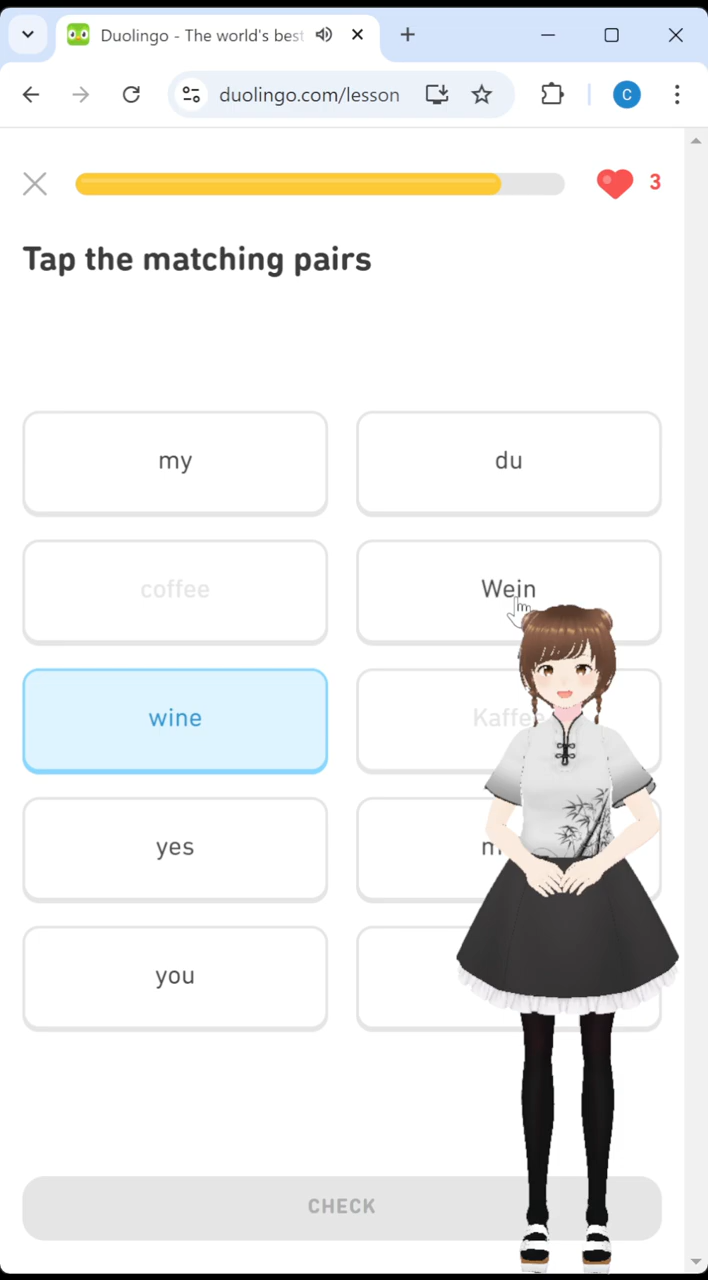 Duolingo - The world's best
duolingo.com/lesson
C
3
Tap the matching pairs
my
du
coffee
Wein
wine
Kaffee
yes
you
CHECK